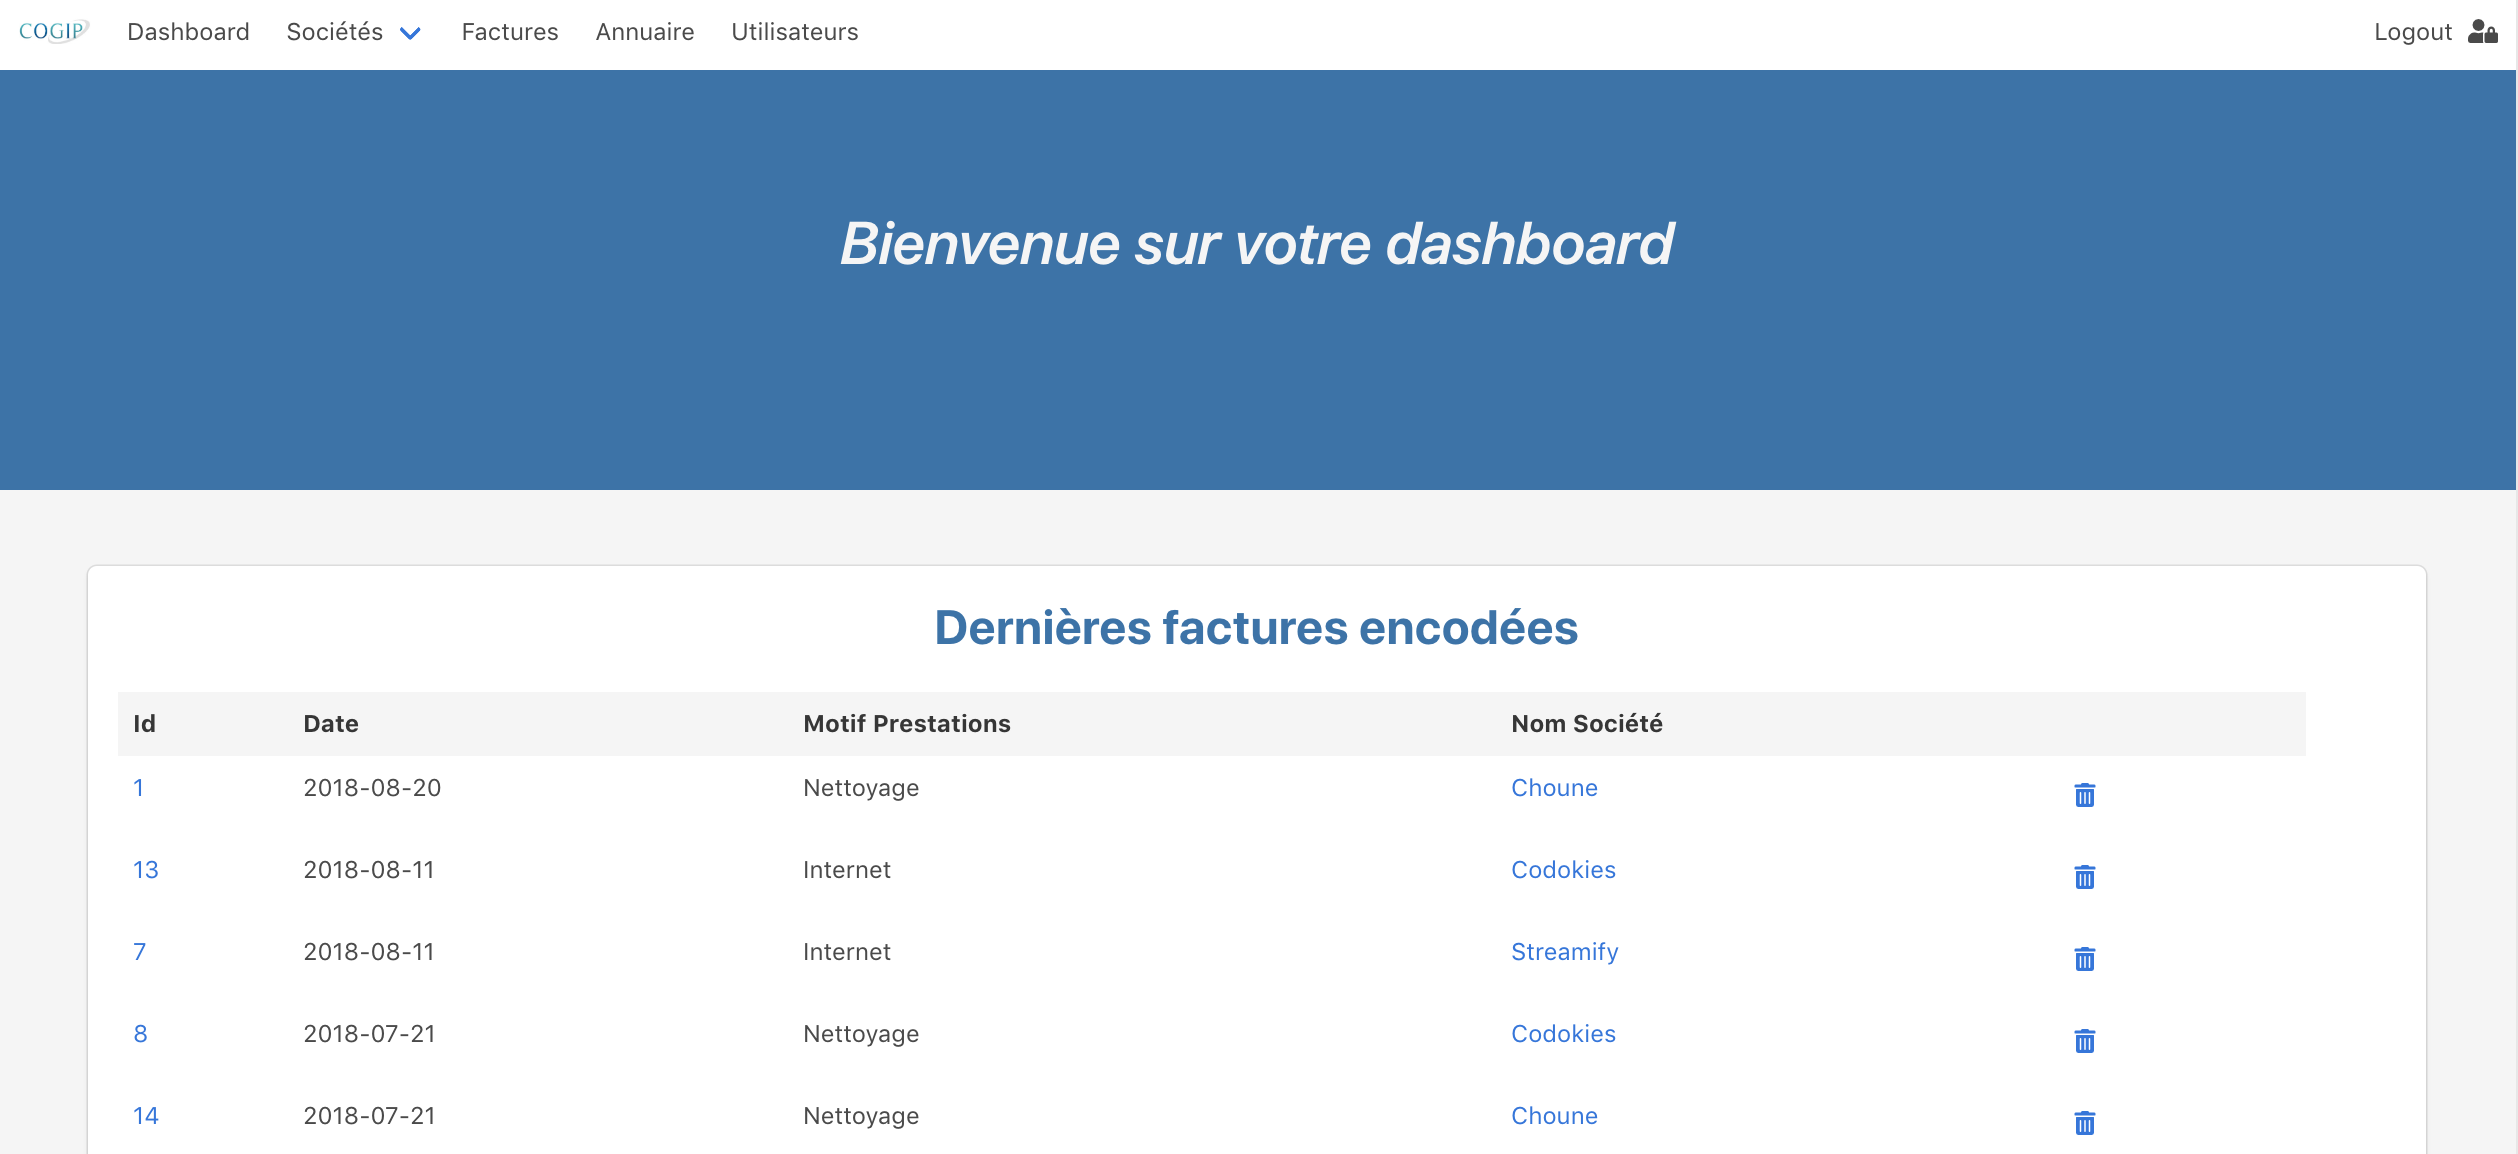 COGIP Dashboard Sociétés Factures Annuaire Utilisateurs Logout
Bienvenue sur votre dashboard
Dernières factures encodées
Id Date Motif Prestations Nom Société
1 2018-08-20 Nettoyage Choune
13 2018-08-11 Internet Codokies
7 2018-08-11 Internet Streamify
8 2018-07-21 Nettoyage Codokies
14 2018-07-21 Nettoyage Choune